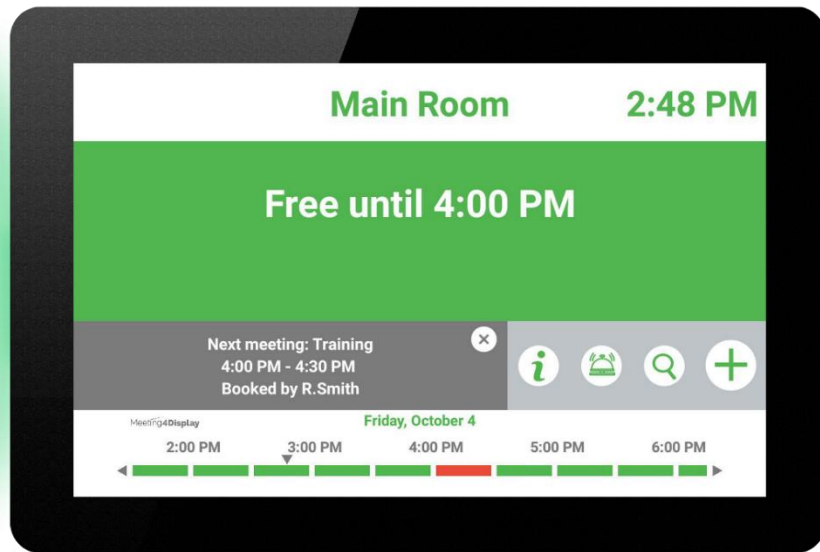 Main Room
2:48 PM
Free until 4:00 PM
Next meeting: Training
4:00 PM - 4:30 PM
Booked by R.Smith
i
Meeting4Display
Friday, October 4
2:00 PM
3:00 PM
4:00 PM
5:00 PM
6:00 PM